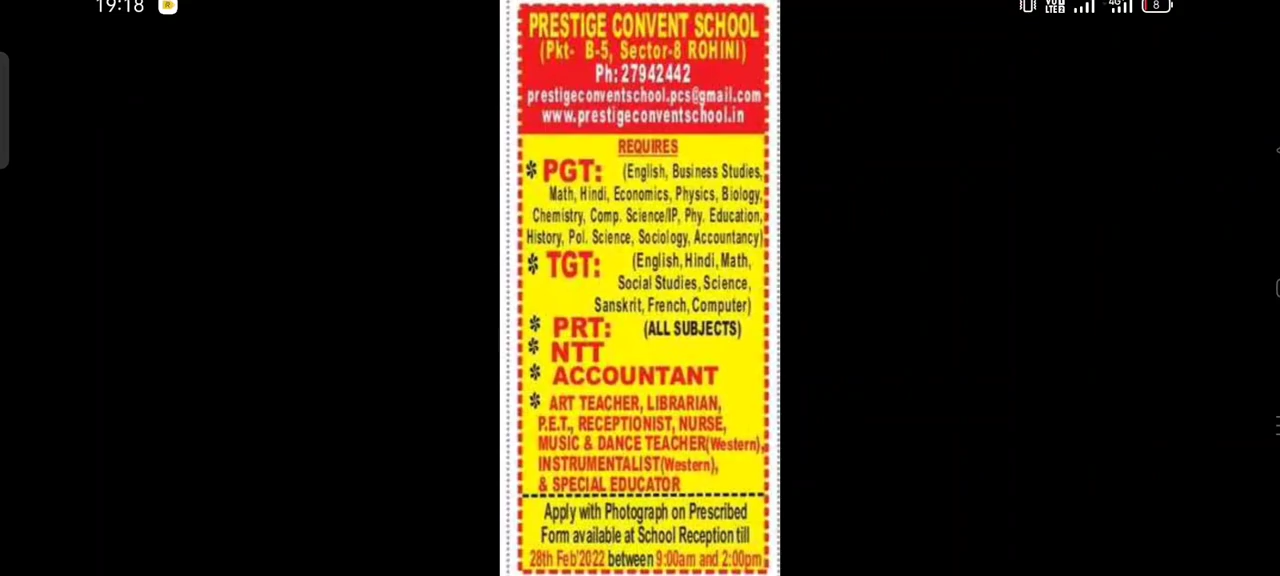 19:18
VoLTE2 4G 8
PRESTIGE CONVENT SCHOOL
(Pkt- B-5, Sector-8 ROHINI)
Ph: 27942442
prestigeconventschool.pcs@gmail.com
www.prestigeconventschool.in
REQUIRES
* PGT: (English, Business Studies,
Math, Hindi, Economics, Physics, Biology,
Chemistry, Comp. Science/IP, Phy. Education,
History, Pol. Science, Sociology, Accountancy)
* TGT: (English, Hindi, Math,
Social Studies, Science,
Sanskrit, French, Computer)
* PRT: (ALL SUBJECTS)
* NTT
* ACCOUNTANT
* ART TEACHER, LIBRARIAN,
P.E.T., RECEPTIONIST, NURSE,
MUSIC & DANCE TEACHER(Western),
INSTRUMENTALIST(Western),
& SPECIAL EDUCATOR
Apply with Photograph on Prescribed
Form available at School Reception till
28th Feb'2022 between 9:00am and 2:00pm